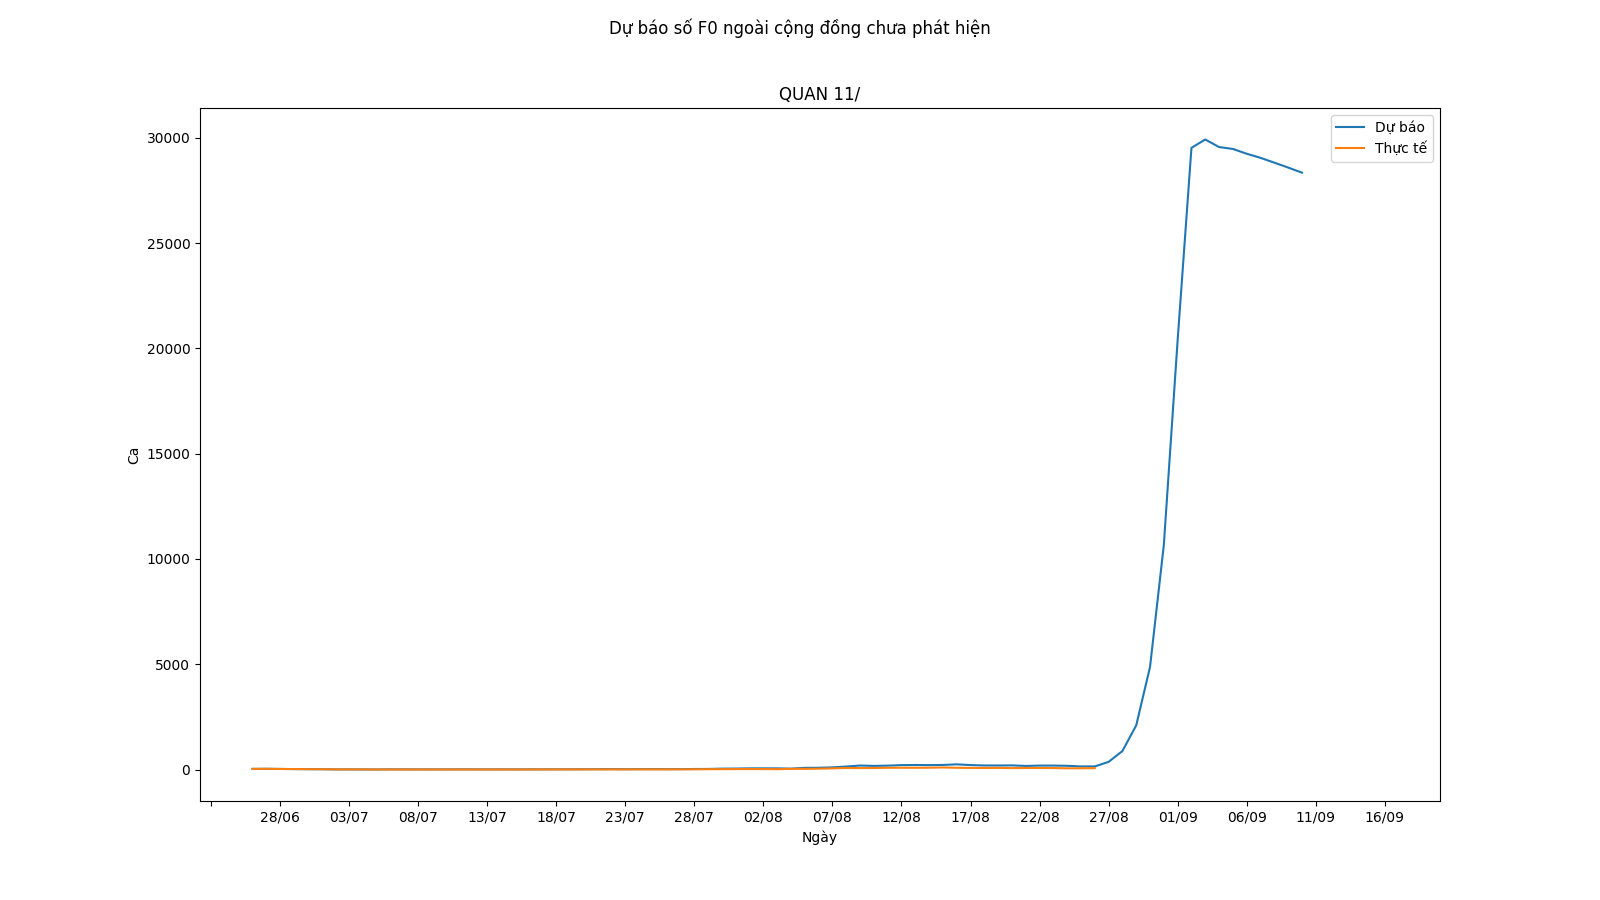 Dự báo số F0 ngoài cộng đồng chưa phát hiện
QUAN 11/
Dự báo
Thực tế
30000
25000
20000
15000
10000
5000
0
Ca
28/06 03/07 08/07 13/07 18/07 23/07 28/07 02/08 07/08 12/08 17/08 22/08 27/08 01/09 06/09 11/09 16/09
Ngày